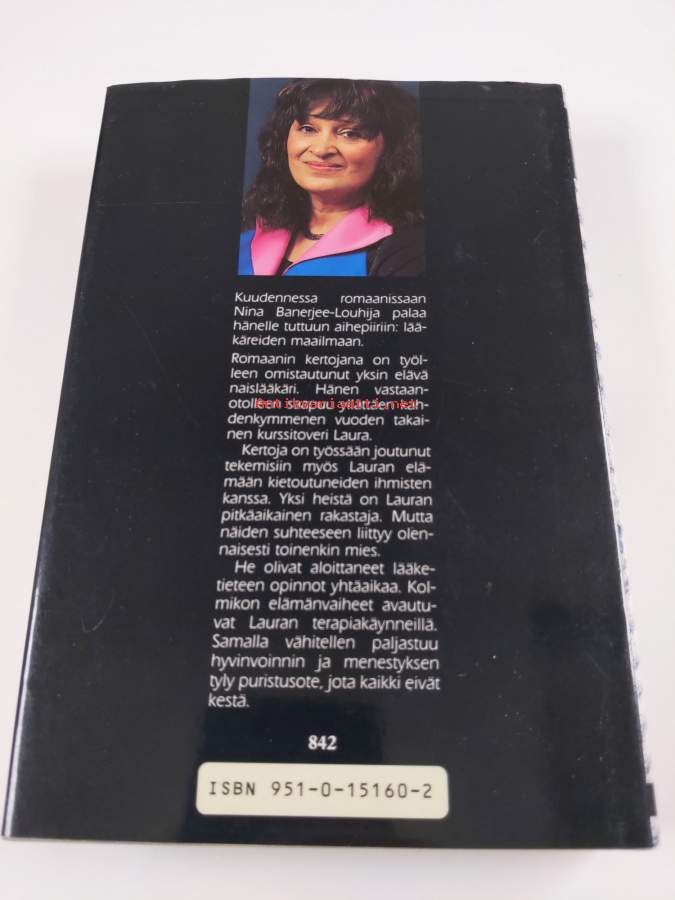 Kuudennessa romaanissaan
Nina Banerjee-Louhija palaa
hänelle tuttuun aihepiiriin: lää-
käreiden maailmaan.
Romaanin kertojana on työl-
leen omistautunut yksin elävä
naislääkäri. Hänen vastaan-
otolleen saapuu yllättäen kah-
denkymmenen vuoden takai-
nen kurssitoveri Laura.
Kertoja on työssään joutunut
tekemisiin myös Lauran elä-
mään kietoutuneiden ihmisten
kanssa. Yksi heistä on Lauran
pitkäaikainen rakastaja. Mutta
näiden suhteeseen liittyy olen-
naisesti toinenkin mies.
He olivat aloittaneet lääke-
tieteen opinnot yhtäaikaa. Kol-
mikon elämänvaiheet avautu-
vat Lauran terapiakäynneillä.
Samalla vähitellen paljastuu
hyvinvoinnin ja menestyksen
tyly puristusote, jota kaikki eivät
kestä.
842
ISBN 951-0-15160-2